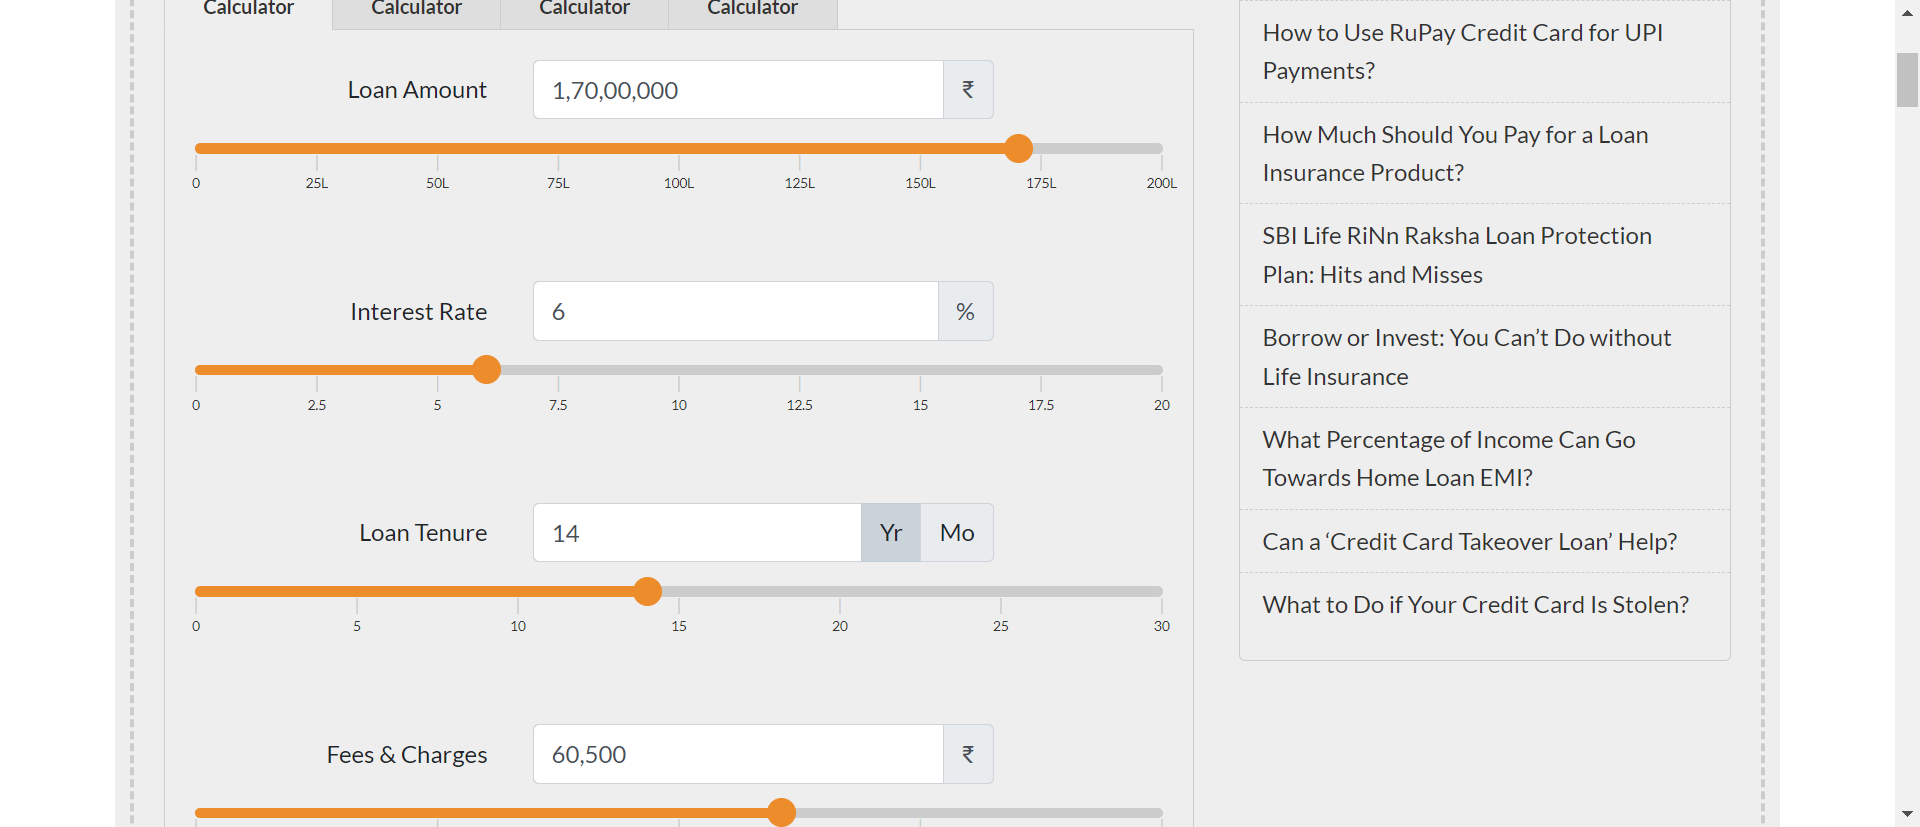 Calculator Calculator Calculator Calculator
Loan Amount 1,70,00,000 ₹
0 25L 50L 75L 100L 125L 150L 175L 200L
Interest Rate 6 %
0 2.5 5 7.5 10 12.5 15 17.5 20
Loan Tenure 14 Yr Mo
0 5 10 15 20 25 30
Fees & Charges 60,500 ₹
How to Use RuPay Credit Card for UPI
Payments?
How Much Should You Pay for a Loan
Insurance Product?
SBI Life RiNn Raksha Loan Protection
Plan: Hits and Misses
Borrow or Invest: You Can’t Do without
Life Insurance
What Percentage of Income Can Go
Towards Home Loan EMI?
Can a ‘Credit Card Takeover Loan’ Help?
What to Do if Your Credit Card Is Stolen?